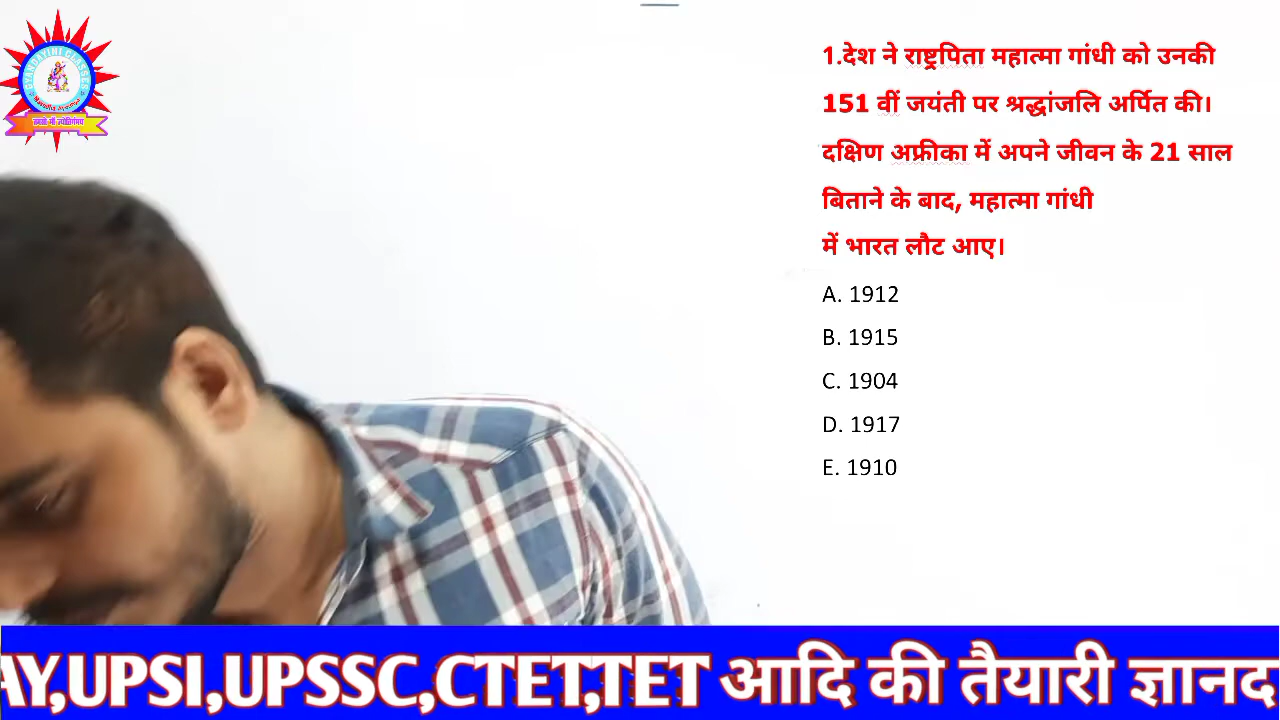 1.देश ने राष्ट्रपिता महात्मा गांधी को उनकी
151 वीं जयंती पर श्रद्धांजलि अर्पित की।
दक्षिण अफ्रीका में अपने जीवन के 21 साल
बिताने के बाद, महात्मा गांधी
में भारत लौट आए।
A. 1912
B. 1915
C. 1904
D. 1917
E. 1910
AY,UPSI,UPSSC,CTET,TET आदि की तैयारी ज्ञानद